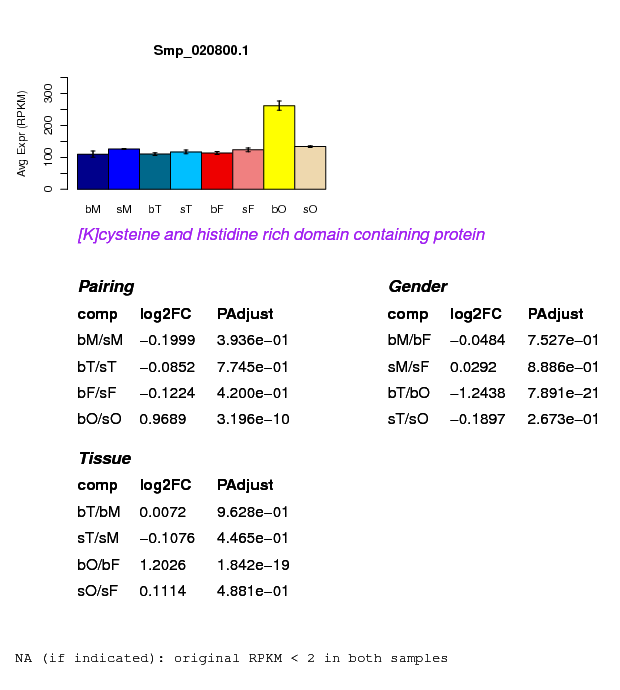 Smp_020800.1
Avg Expr (RPKM)
0 100 200 300
bM sM bT sT bF sF bO sO
[K]cysteine and histidine rich domain containing protein
Pairing
comp log2FC PAdjust
bM/sM −0.1999 3.936e−01
bT/sT −0.0852 7.745e−01
bF/sF −0.1224 4.200e−01
bO/sO 0.9689 3.196e−10
Gender
comp log2FC PAdjust
bM/bF −0.0484 7.527e−01
sM/sF 0.0292 8.886e−01
bT/bO −1.2438 7.891e−21
sT/sO −0.1897 2.673e−01
Tissue
comp log2FC PAdjust
bT/bM 0.0072 9.628e−01
sT/sM −0.1076 4.465e−01
bO/bF 1.2026 1.842e−19
sO/sF 0.1114 4.881e−01
NA (if indicated): original RPKM < 2 in both samples